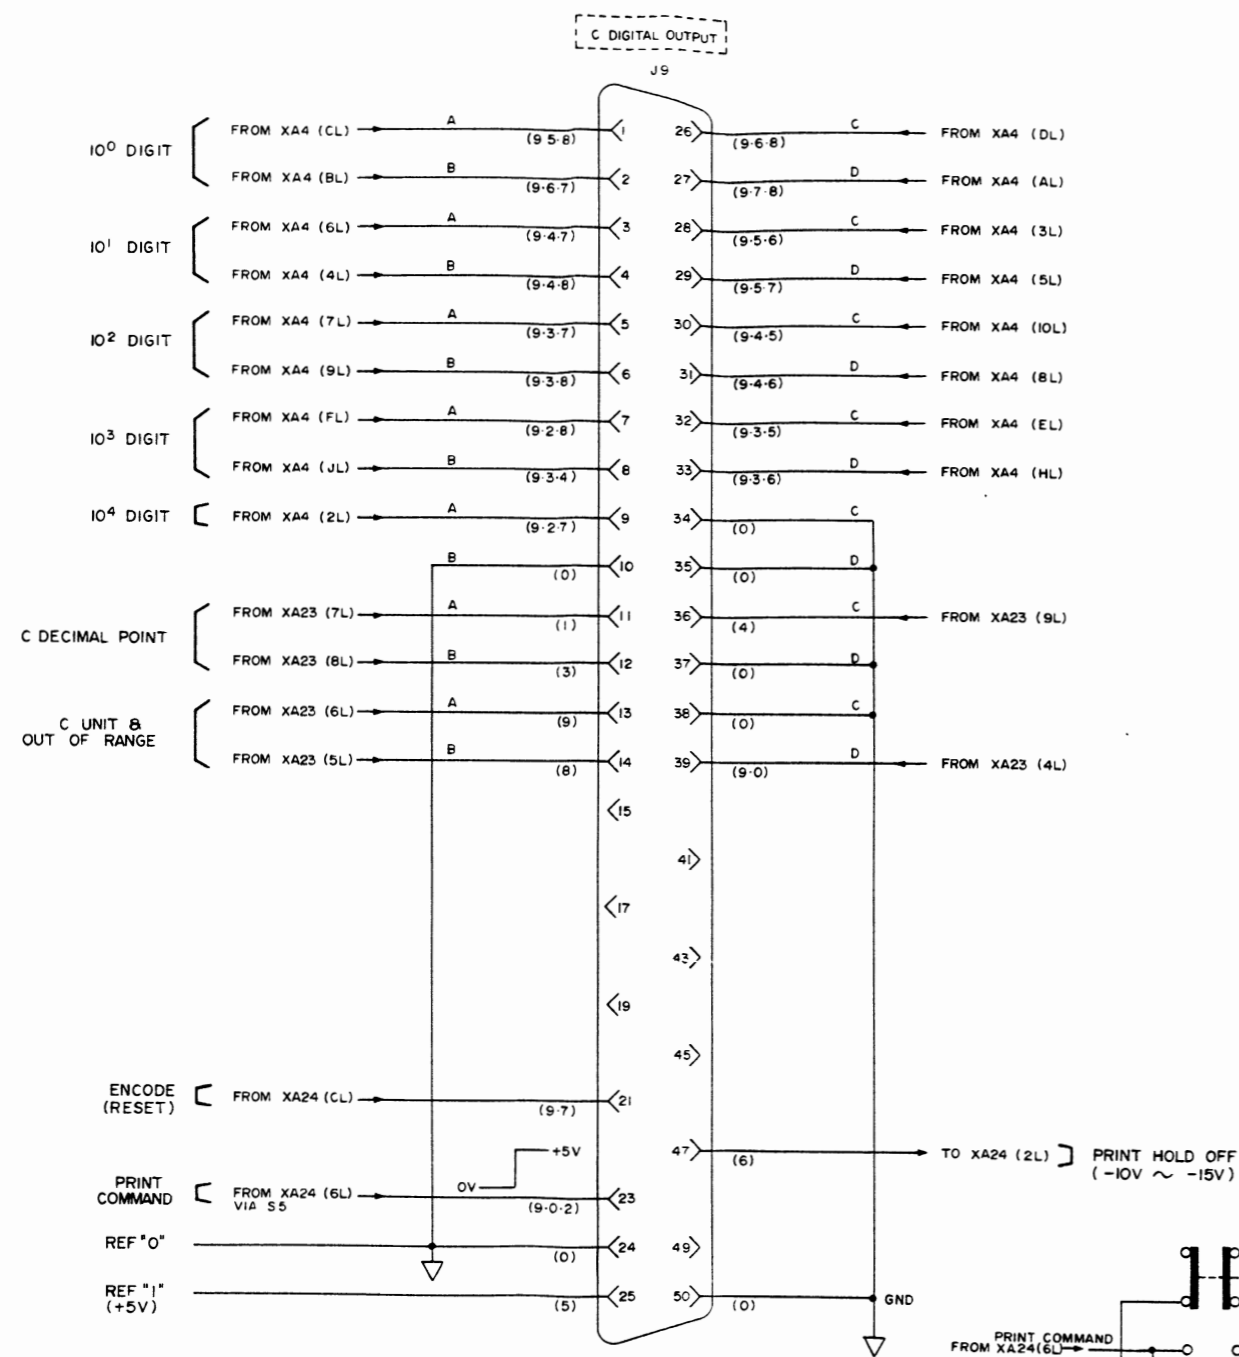 C DIGITAL OUTPUT
J9
10⁰ DIGIT
FROM XA4 (CL) A (9·5·8) 1 26 (9·6·8) C FROM XA4 (DL)
FROM XA4 (BL) B (9·6·7) 2 27 (9·7·8) D FROM XA4 (AL)
10¹ DIGIT
FROM XA4 (6L) A (9·4·7) 3 28 (9·5·6) C FROM XA4 (3L)
FROM XA4 (4L) B (9·4·8) 4 29 (9·5·7) D FROM XA4 (5L)
10² DIGIT
FROM XA4 (7L) A (9·3·7) 5 30 (9·4·5) C FROM XA4 (10L)
FROM XA4 (9L) B (9·3·8) 6 31 (9·4·6) D FROM XA4 (8L)
10³ DIGIT
FROM XA4 (FL) A (9·2·8) 7 32 (9·3·5) C FROM XA4 (EL)
FROM XA4 (JL) B (9·3·4) 8 33 (9·3·6) D FROM XA4 (HL)
10⁴ DIGIT FROM XA4 (2L) A (9·2·7) 9 34 (0) C
B (0) 10 35 (0) D
C DECIMAL POINT
FROM XA23 (7L) A (1) 11 36 (4) C FROM XA23 (9L)
FROM XA23 (8L) B (3) 12 37 (0) D
C UNIT &
OUT OF RANGE
FROM XA23 (6L) A (9) 13 38 (0) C
FROM XA23 (5L) B (8) 14 39 (9·0) D FROM XA23 (4L)
15
41
17
43
19
45
ENCODE
(RESET)
FROM XA24 (CL) (9·7) 21
47 (6) TO XA24 (2L) PRINT HOLD OFF
(-10V ~ -15V)
+5V
0V
PRINT
COMMAND
FROM XA24 (6L)
VIA S5
(9·0·2) 23
REF "0" (0) 24 49
REF "1"
(+5V)
(5) 25 50 (0) GND
PRINT COMMAND
FROM XA24(6L)